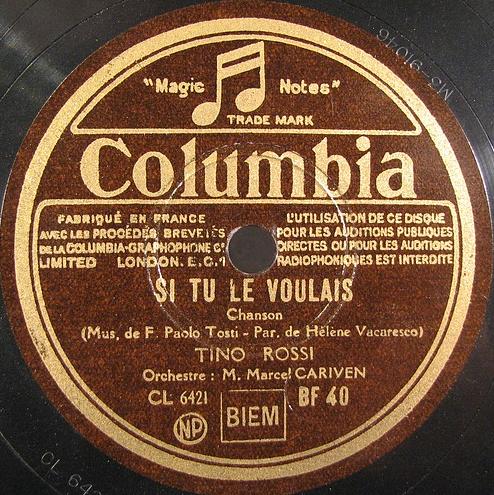 "Magic Notes"
TRADE MARK
Columbia
FABRIQUÉ EN FRANCE
AVEC LES PROCÉDÉS BREVETÉS
DE LA COLUMBIA-GRAPHOPHONE Cº
LIMITED LONDON. E.C.1
L'UTILISATION DE CE DISQUE
POUR LES AUDITIONS PUBLIQUES
DIRECTES OU POUR LES AUDITIONS
RADIOPHONIQUES EST INTERDITE
SI TU LE VOULAIS
Chanson
(Mus, de F. Paolo Tosti - Par. de Hélène Vacaresco)
TINO ROSSI
Orchestre : M. Marcel CARIVEN
CL 6421
BF 40
NP
BIEM